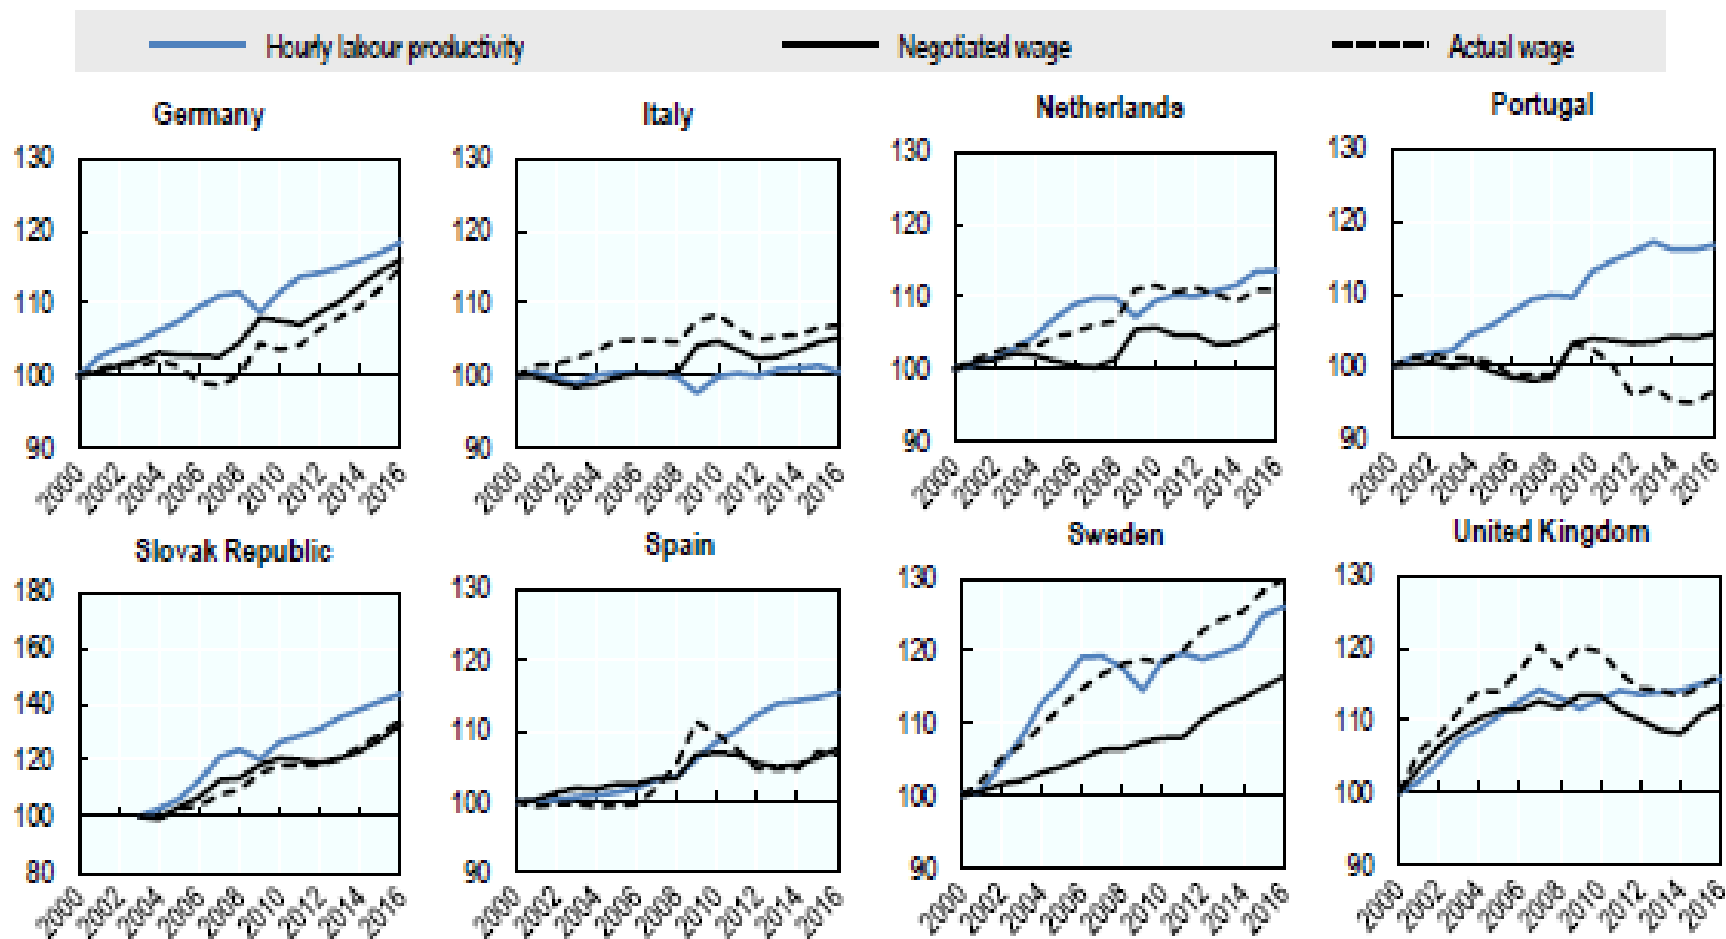 Hourly labour productivity Negotiated wage Actual wage
Germany Italy Netherlands Portugal
130 130 130 130
120 120 120 120
110 110 110 110
100 100 100 100
90 90 90 90
2000 2002 2004 2006 2008 2010 2012 2014 2016 2000 2002 2004 2006 2008 2010 2012 2014 2016 2000 2002 2004 2006 2008 2010 2012 2014 2016 2000 2002 2004 2006 2008 2010 2012 2014 2016
Slovak Republic Spain Sweden United Kingdom
180 130 130 130
160 120 120 120
140 110 110 110
120 100 100 100
100 90 90 90
80
2000 2002 2004 2006 2008 2010 2012 2014 2016 2000 2002 2004 2006 2008 2010 2012 2014 2016 2000 2002 2004 2006 2008 2010 2012 2014 2016 2000 2002 2004 2006 2008 2010 2012 2014 2016